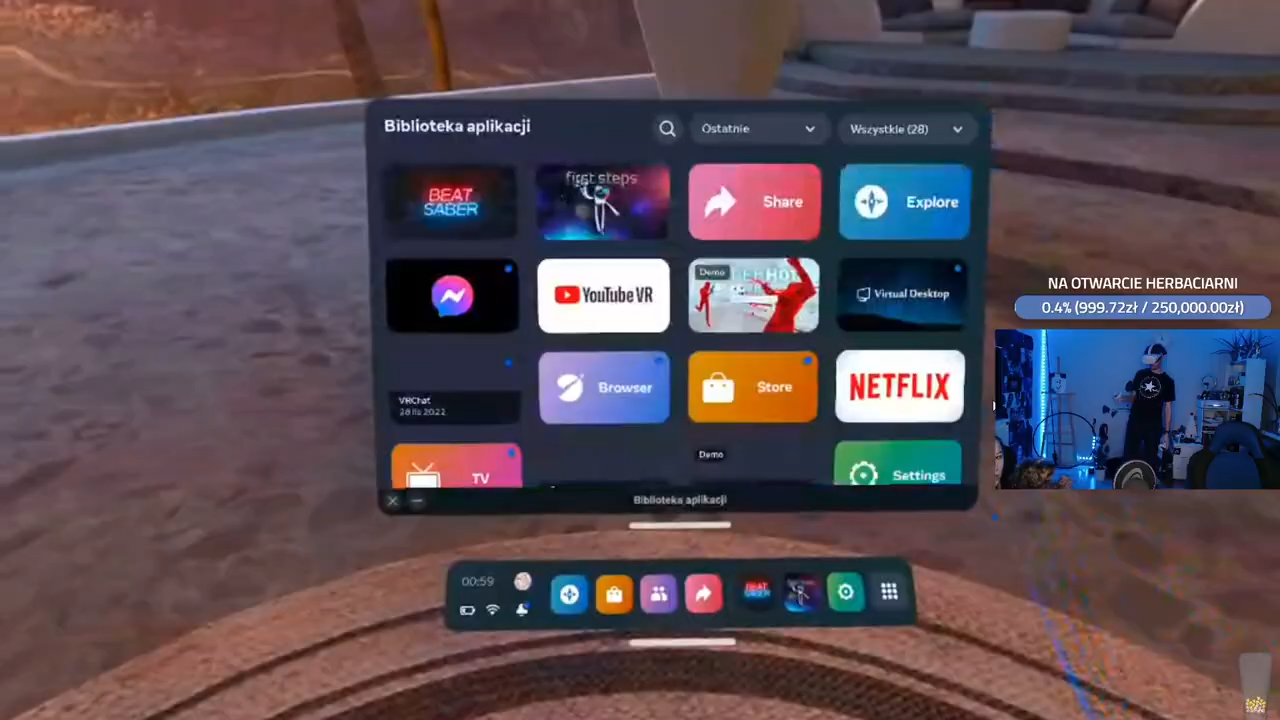 Biblioteka aplikacji
Ostatnie
Wszystkie (28)
BEAT
SABER
first steps
Share
Explore
YouTube VR
Demo
Virtual Desktop
VRChat
28 lis 2022
Browser
Store
NETFLIX
TV
Demo
Settings
Biblioteka aplikacji
00:59
NA OTWARCIE HERBACIARNI
0.4% (999.72zł / 250,000.00zł)